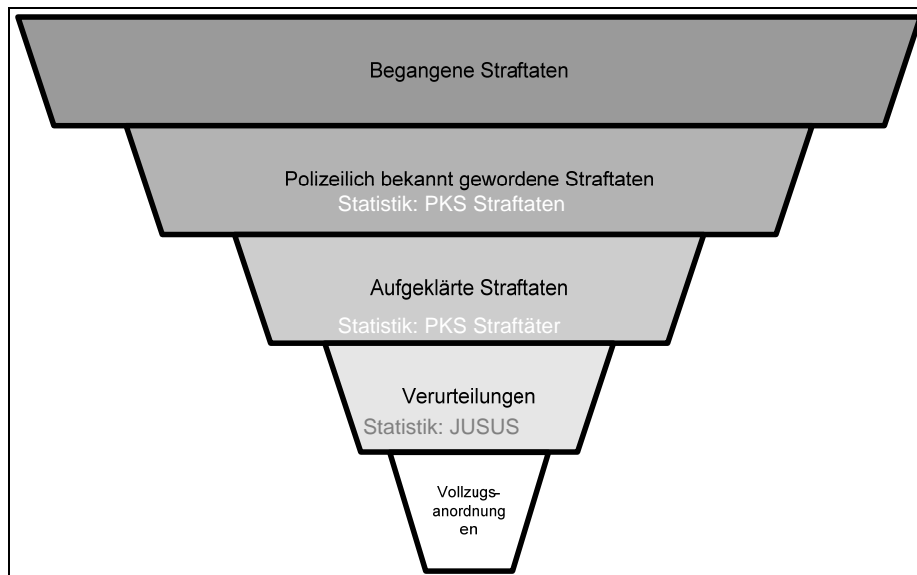 Begangene Straftaten
Polizeilich bekannt gewordene Straftaten
Statistik: PKS Straftaten
Aufgeklärte Straftaten
Statistik: PKS Straftäter
Verurteilungen
Statistik: JUSUS
Vollzugs-
anordnung
en